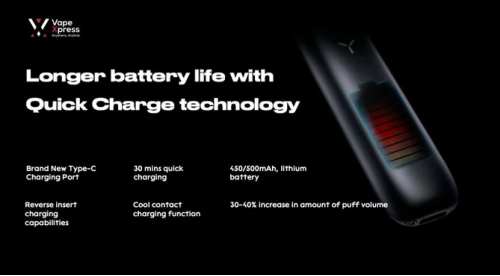 Vape
Xpress
Anywhere, Anytime
Longer battery life with
Quick Charge technology
Brand New Type-C
Charging Port
30 mins quick
charging
450/500mAh, lithium
battery
Reverse insert
charging
capabilities
Cool contact
charging function
30-40% increase in amount of puff volume